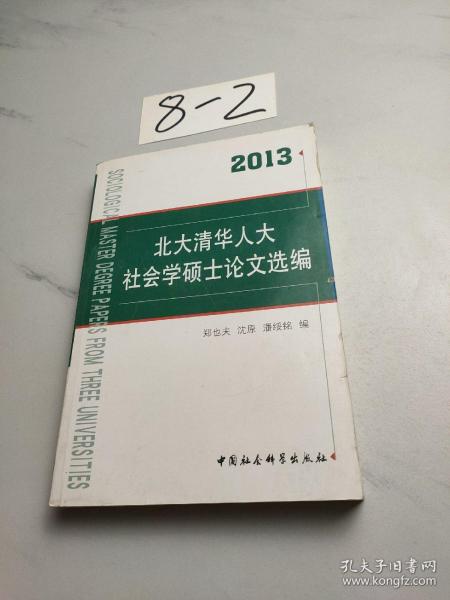 8-2
2013
北大清华人大
社会学硕士论文选编
郑也夫 沈原 潘绥铭 编
中国社会科学出版社
SOCIOLOGICAL MASTER DEGREE PAPERS FROM THREE UNIVERSITIES
孔夫子旧书网
www.kongfz.com